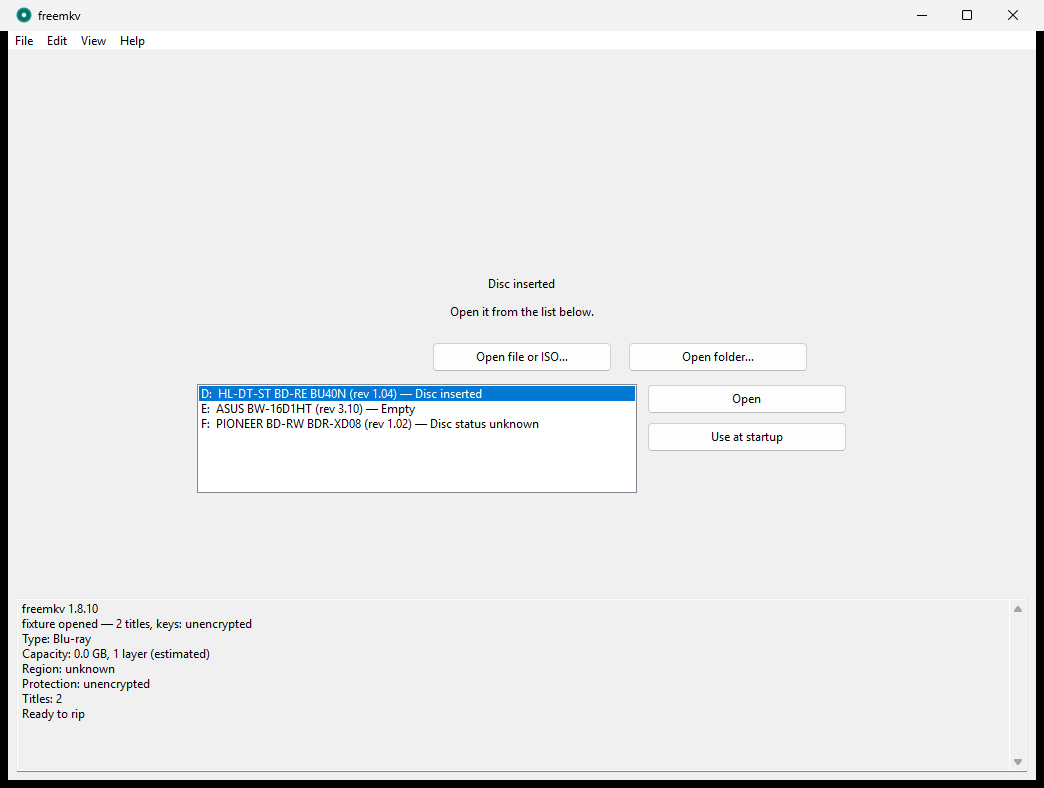 freemkv
File Edit View Help
Disc inserted
Open it from the list below.
Open file or ISO... Open folder...
D: HL-DT-ST BD-RE BU40N (rev 1.04) — Disc inserted
E: ASUS BW-16D1HT (rev 3.10) — Empty
F: PIONEER BD-RW BDR-XD08 (rev 1.02) — Disc status unknown
Open
Use at startup
freemkv 1.8.10
fixture opened — 2 titles, keys: unencrypted
Type: Blu-ray
Capacity: 0.0 GB, 1 layer (estimated)
Region: unknown
Protection: unencrypted
Titles: 2
Ready to rip